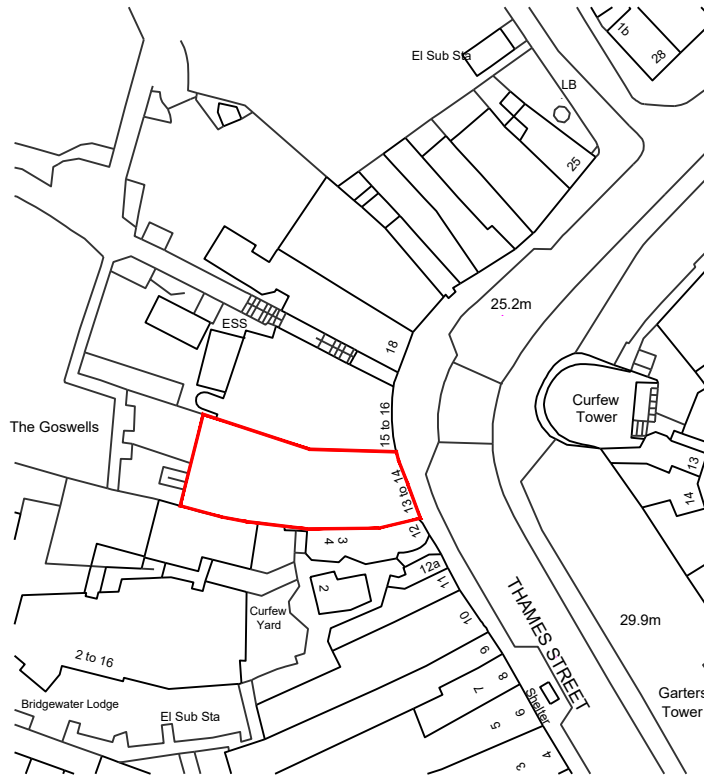 1b
28
El Sub Sta
LB
25
25.2m
ESS
18
Curfew
Tower
The Goswells
15 to 16
13 to 14
13
14
12
3
4
12a
11
2
10
Curfew
Yard
THAMES STREET
29.9m
9
2 to 16
8
7
Garters
Tower
Shelter
Bridgewater Lodge
6
El Sub Sta
5
4
3